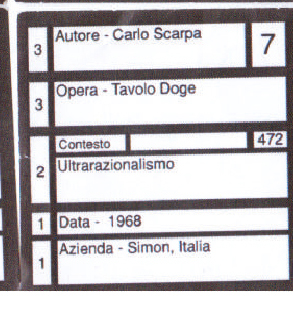 3 Autore - Carlo Scarpa 7
3 Opera - Tavolo Doge
Contesto 472
2 Ultrarazionalismo
1 Data - 1968
1 Azienda - Simon, Italia